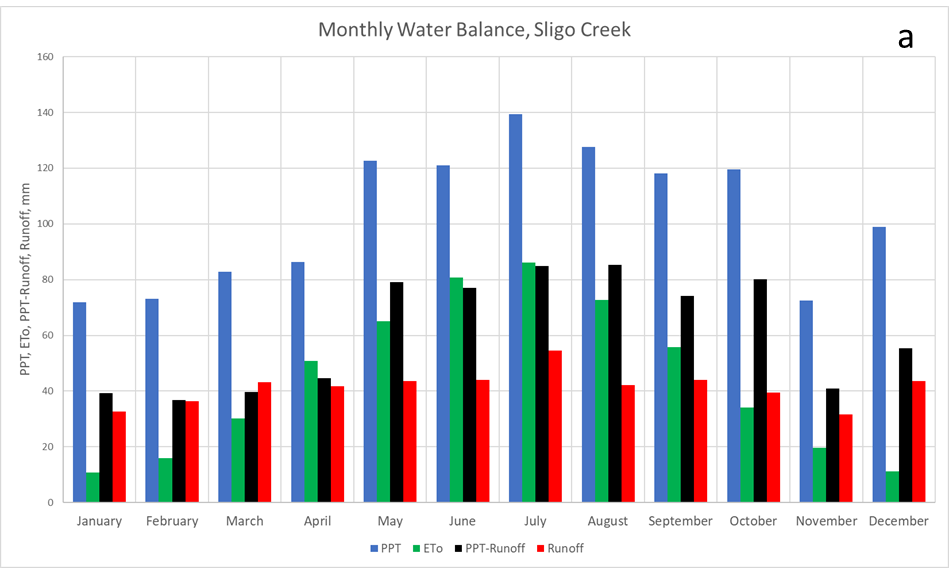 Monthly Water Balance, Sligo Creek
a
PPT, ETo, PPT-Runoff, Runoff, mm
160
140
120
100
80
60
40
20
0
January February March April May June July August September October November December
PPT ETo PPT-Runoff Runoff